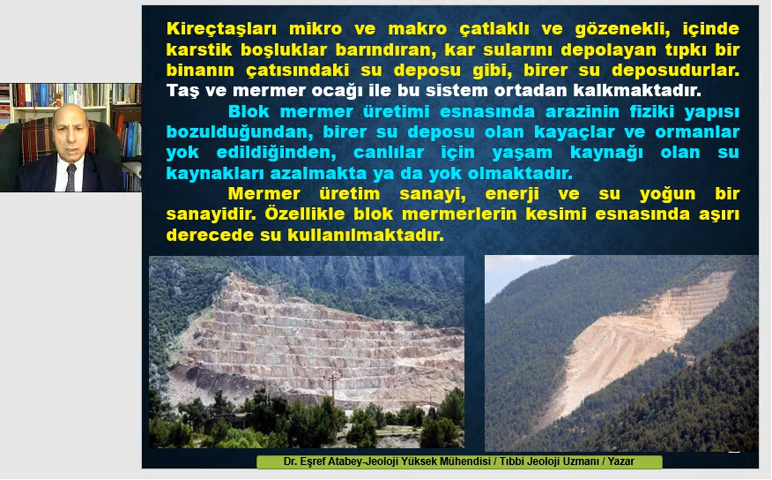 Kireçtaşları mikro ve makro çatlaklı ve gözenekli, içinde
karstik boşluklar barındıran, kar sularını depolayan tıpkı bir
binanın çatısındaki su deposu gibi, birer su deposudurlar.
Taş ve mermer ocağı ile bu sistem ortadan kalkmaktadır.
Blok mermer üretimi esnasında arazinin fiziki yapısı
bozulduğundan, birer su deposu olan kayaçlar ve ormanlar
yok edildiğinden, canlılar için yaşam kaynağı olan su
kaynakları azalmakta ya da yok olmaktadır.
Mermer üretim sanayi, enerji ve su yoğun bir
sanayidir. Özellikle blok mermerlerin kesimi esnasında aşırı
derecede su kullanılmaktadır.
Dr. Eşref Atabey-Jeoloji Yüksek Mühendisi / Tıbbi Jeoloji Uzmanı / Yazar